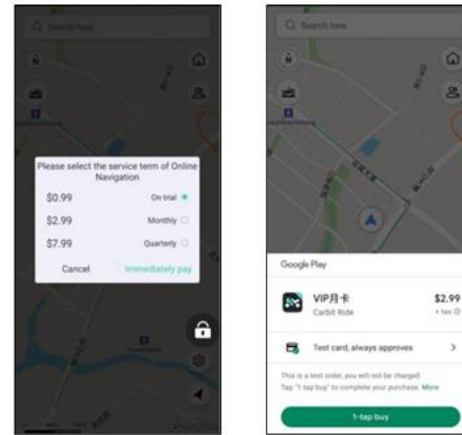 Search here
N
Please select the service term of Online
Navigation
$0.99 On trial
$2.99 Monthly
$7.99 Quarterly
Cancel Immediately pay
Search here
N
Google Play
VIP月卡 $2.99
Carbit Ride + tax
Test card, always approves
This is a test order, you will not be charged.
Tap "1-tap buy" to complete your purchase. More
1-tap buy